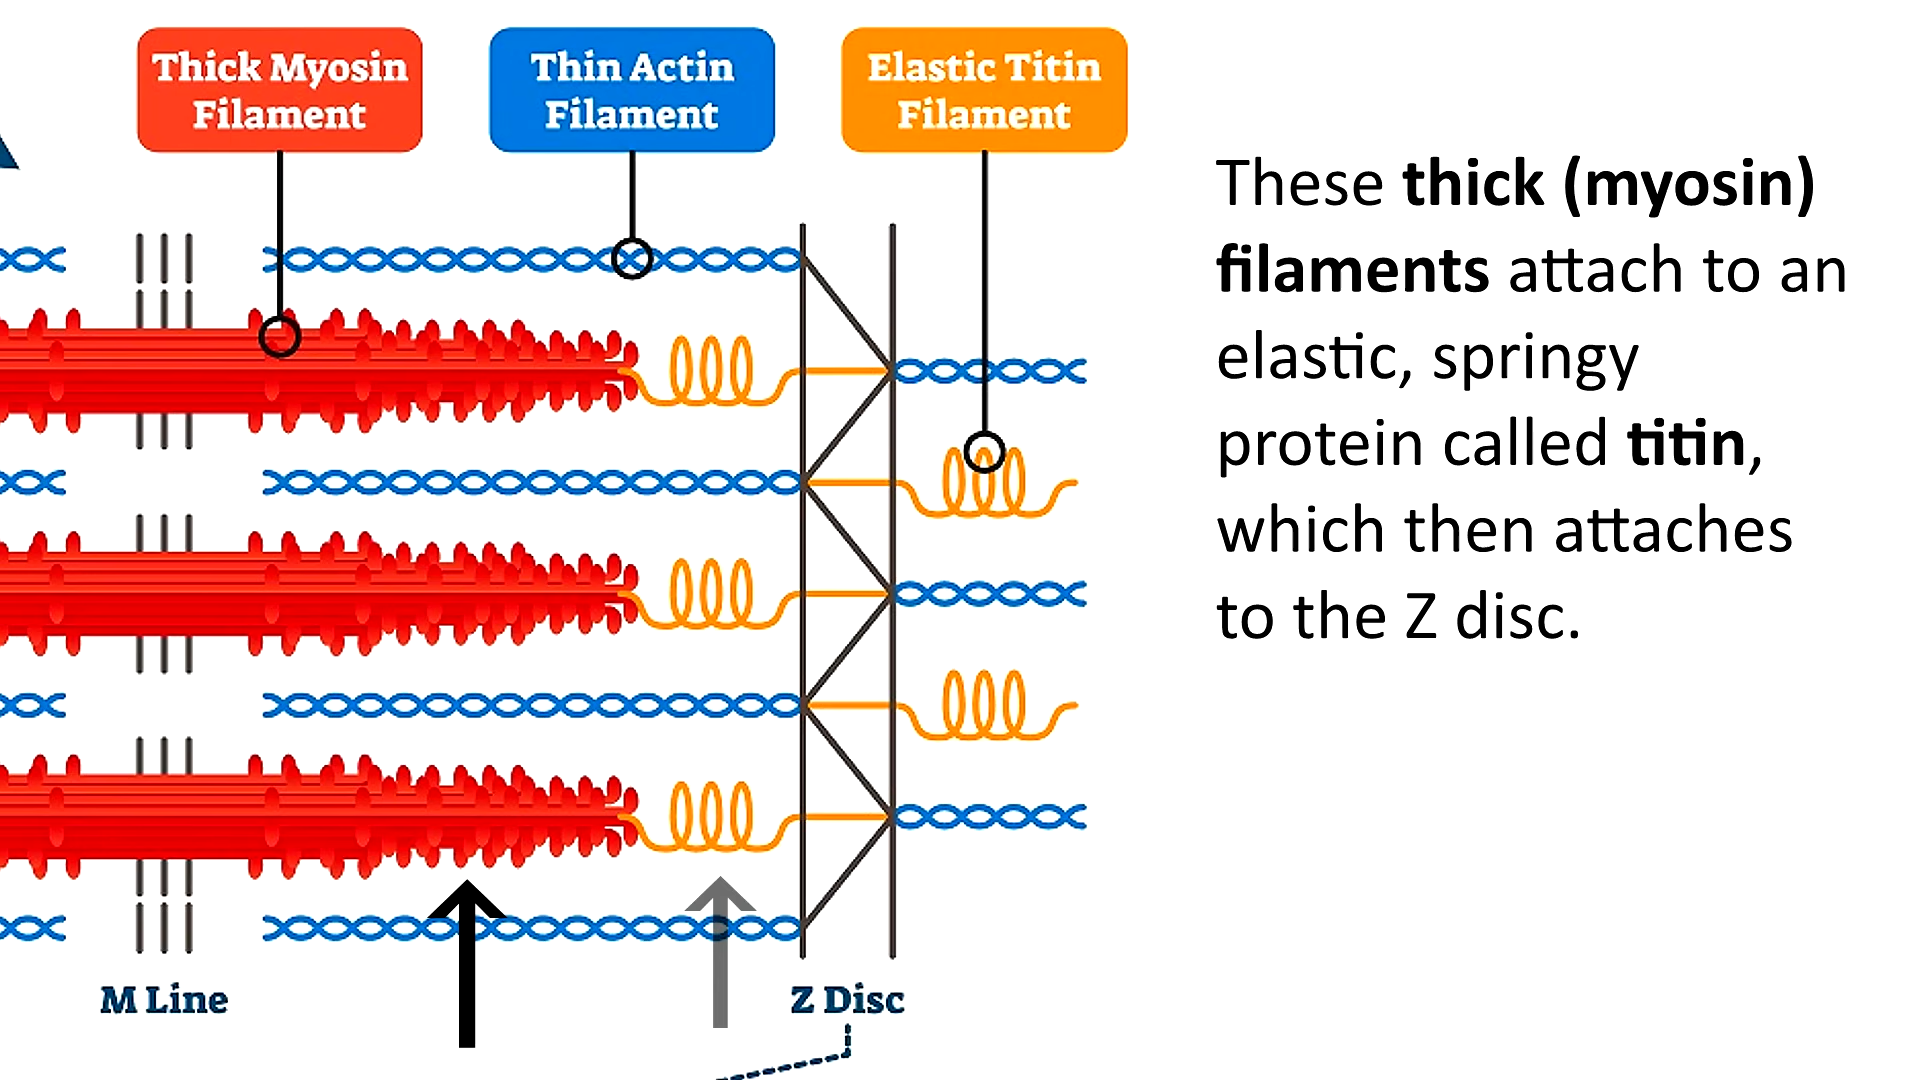 Thick Myosin
Filament
Thin Actin
Filament
Elastic Titin
Filament
These thick (myosin)
filaments attach to an
elastic, springy
protein called titin,
which then attaches
to the Z disc.
M Line
Z Disc